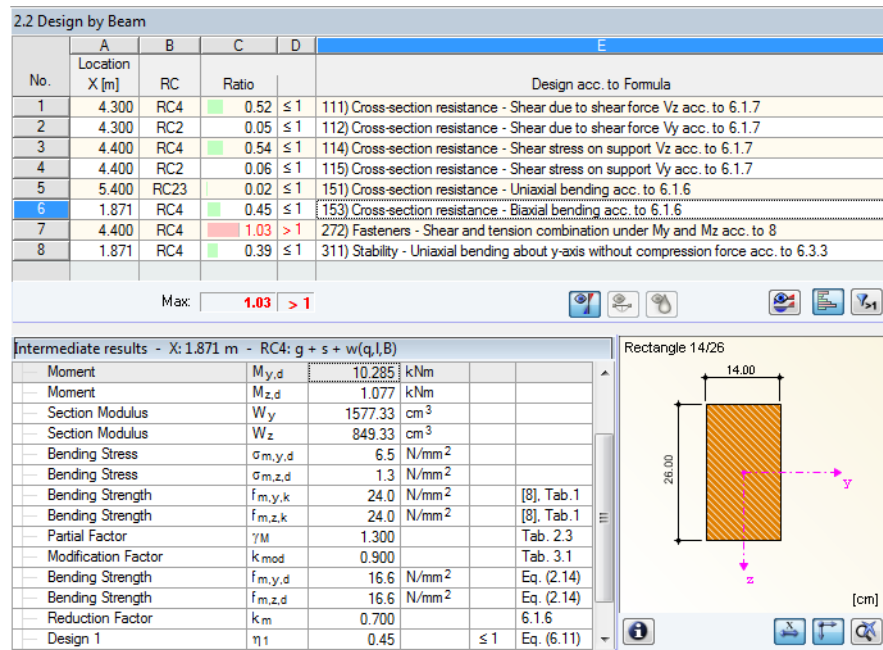 2.2 Design by Beam
A B C D E
Location
No. X [m] RC Ratio Design acc. to Formula
1 4.300 RC4 0.52 ≤ 1 111) Cross-section resistance - Shear due to shear force Vz acc. to 6.1.7
2 4.300 RC2 0.05 ≤ 1 112) Cross-section resistance - Shear due to shear force Vy acc. to 6.1.7
3 4.400 RC4 0.54 ≤ 1 114) Cross-section resistance - Shear stress on support Vz acc. to 6.1.7
4 4.400 RC2 0.06 ≤ 1 115) Cross-section resistance - Shear stress on support Vy acc. to 6.1.7
5 5.400 RC23 0.02 ≤ 1 151) Cross-section resistance - Uniaxial bending acc. to 6.1.6
6 1.871 RC4 0.45 ≤ 1 153) Cross-section resistance - Biaxial bending acc. to 6.1.6
7 4.400 RC4 1.03 > 1 272) Fasteners - Shear and tension combination under My and Mz acc. to 8
8 1.871 RC4 0.39 ≤ 1 311) Stability - Uniaxial bending about y-axis without compression force acc. to 6.3.3
Max: 1.03 > 1
>1
Intermediate results - X: 1.871 m - RC4: g + s + w(q,I,B)
Moment My,d 10.285 kNm
Moment Mz,d 1.077 kNm
Section Modulus Wy 1577.33 cm3
Section Modulus Wz 849.33 cm3
Bending Stress σm,y,d 6.5 N/mm2
Bending Stress σm,z,d 1.3 N/mm2
Bending Strength fm,y,k 24.0 N/mm2 [8], Tab.1
Bending Strength fm,z,k 24.0 N/mm2 [8], Tab.1
Partial Factor γM 1.300 Tab. 2.3
Modification Factor kmod 0.900 Tab. 3.1
Bending Strength fm,y,d 16.6 N/mm2 Eq. (2.14)
Bending Strength fm,z,d 16.6 N/mm2 Eq. (2.14)
Reduction Factor km 0.700 6.1.6
Design 1 η1 0.45 ≤ 1 Eq. (6.11)
Rectangle 14/26
14.00
26.00
y
z
[cm]